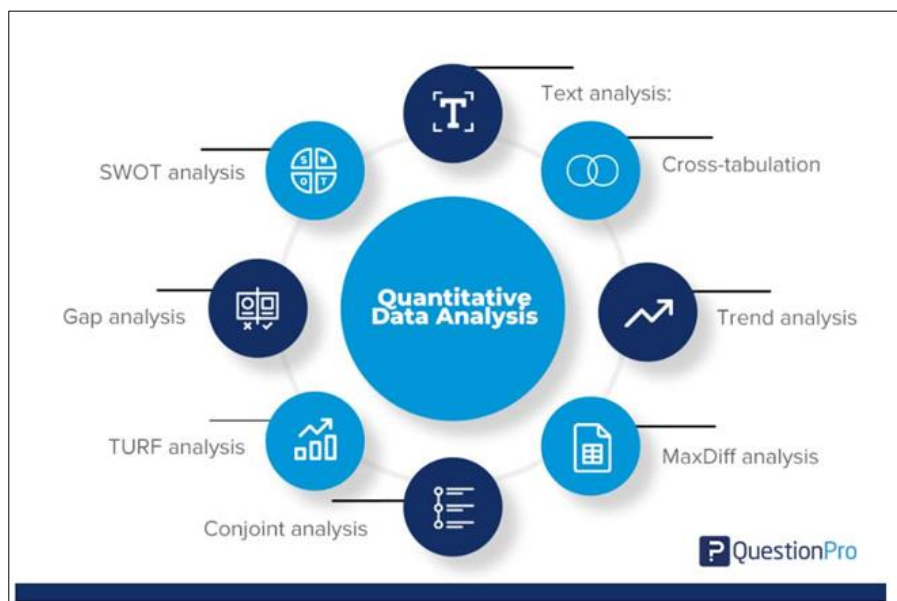 Text analysis:
Cross-tabulation
Trend analysis
MaxDiff analysis
Conjoint analysis
TURF analysis
Gap analysis
SWOT analysis
T
S W
O T
Quantitative
Data Analysis
QuestionPro